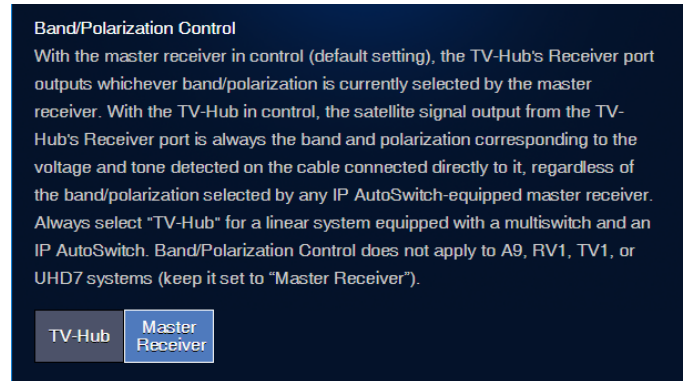 Band/Polarization Control
With the master receiver in control (default setting), the TV-Hub's Receiver port
outputs whichever band/polarization is currently selected by the master
receiver. With the TV-Hub in control, the satellite signal output from the TV-
Hub's Receiver port is always the band and polarization corresponding to the
voltage and tone detected on the cable connected directly to it, regardless of
the band/polarization selected by any IP AutoSwitch-equipped master receiver.
Always select "TV-Hub" for a linear system equipped with a multiswitch and an
IP AutoSwitch. Band/Polarization Control does not apply to A9, RV1, TV1, or
UHD7 systems (keep it set to “Master Receiver”).
TV-Hub
Master
Receiver